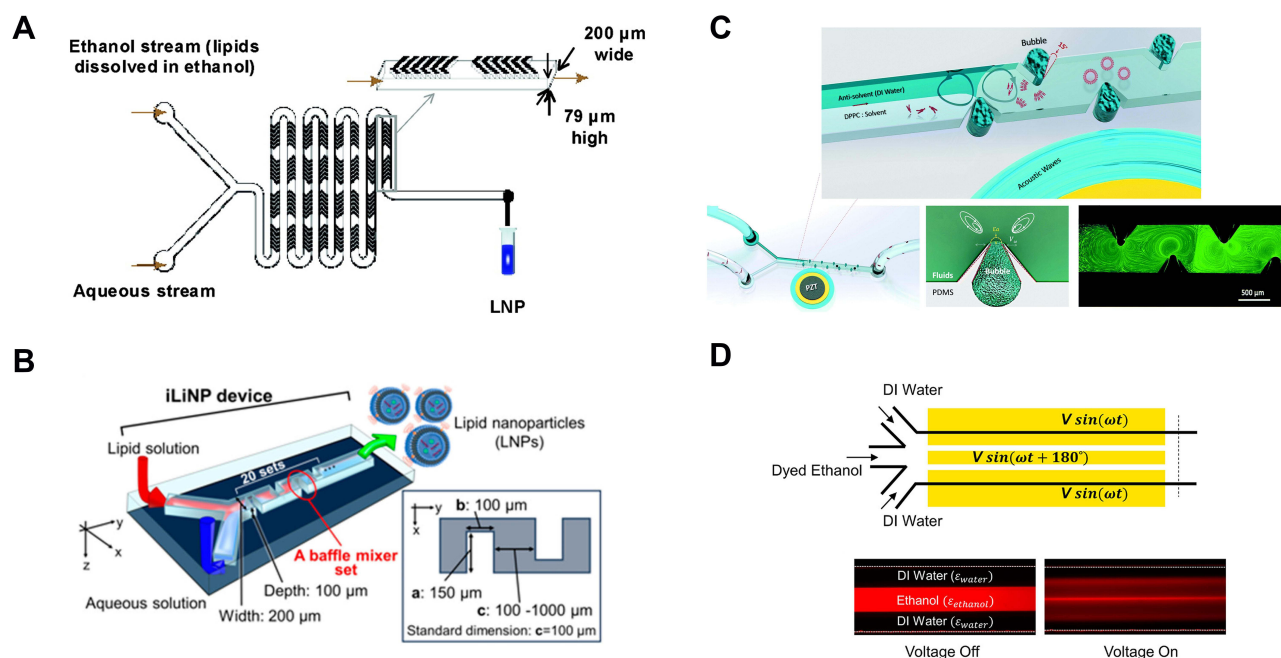 A
Ethanol stream (lipids
dissolved in ethanol)
200 µm
wide
79 µm
high
Aqueous stream
LNP
B
iLiNP device
Lipid solution
20 sets
Lipid nanoparticles
(LNPs)
A baffle mixer
set
Depth: 100 µm
Width: 200 µm
Aqueous solution
x
y
z
y
x
b: 100 µm
a: 150 µm
c: 100 -1000 µm
Standard dimension: c=100 µm
C
Bubble
15°
Anti-solvent (DI Water)
DPPC : Solvent
Acoustic Waves
PZT
Bubble
Fluids
PDMS
500 µm
D
DI Water
Dyed Ethanol
DI Water
V sin(ωt)
V sin(ωt + 180°)
V sin(ωt)
DI Water (ε_water)
Ethanol (ε_ethanol)
DI Water (ε_water)
Voltage Off
Voltage On